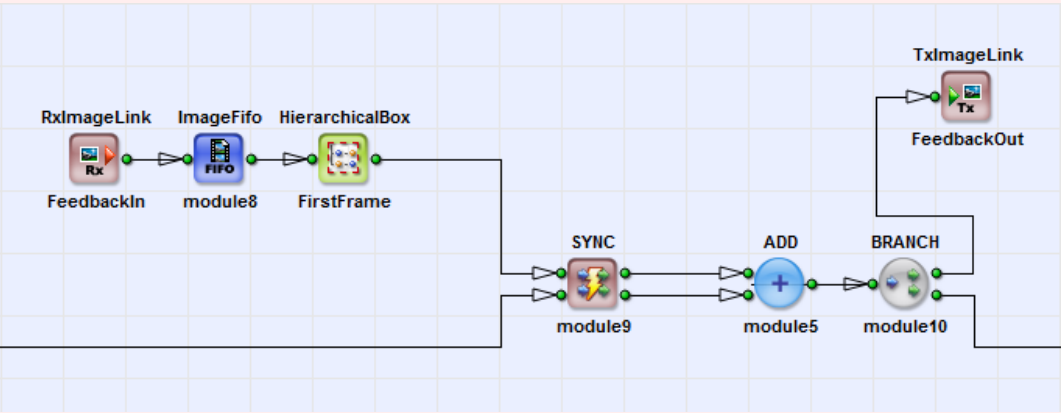 TxImageLink
Tx
FeedbackOut
RxImageLink ImageFifo HierarchicalBox
Rx FIFO
FeedbackIn module8 FirstFrame
SYNC ADD BRANCH
+
module9 module5 module10